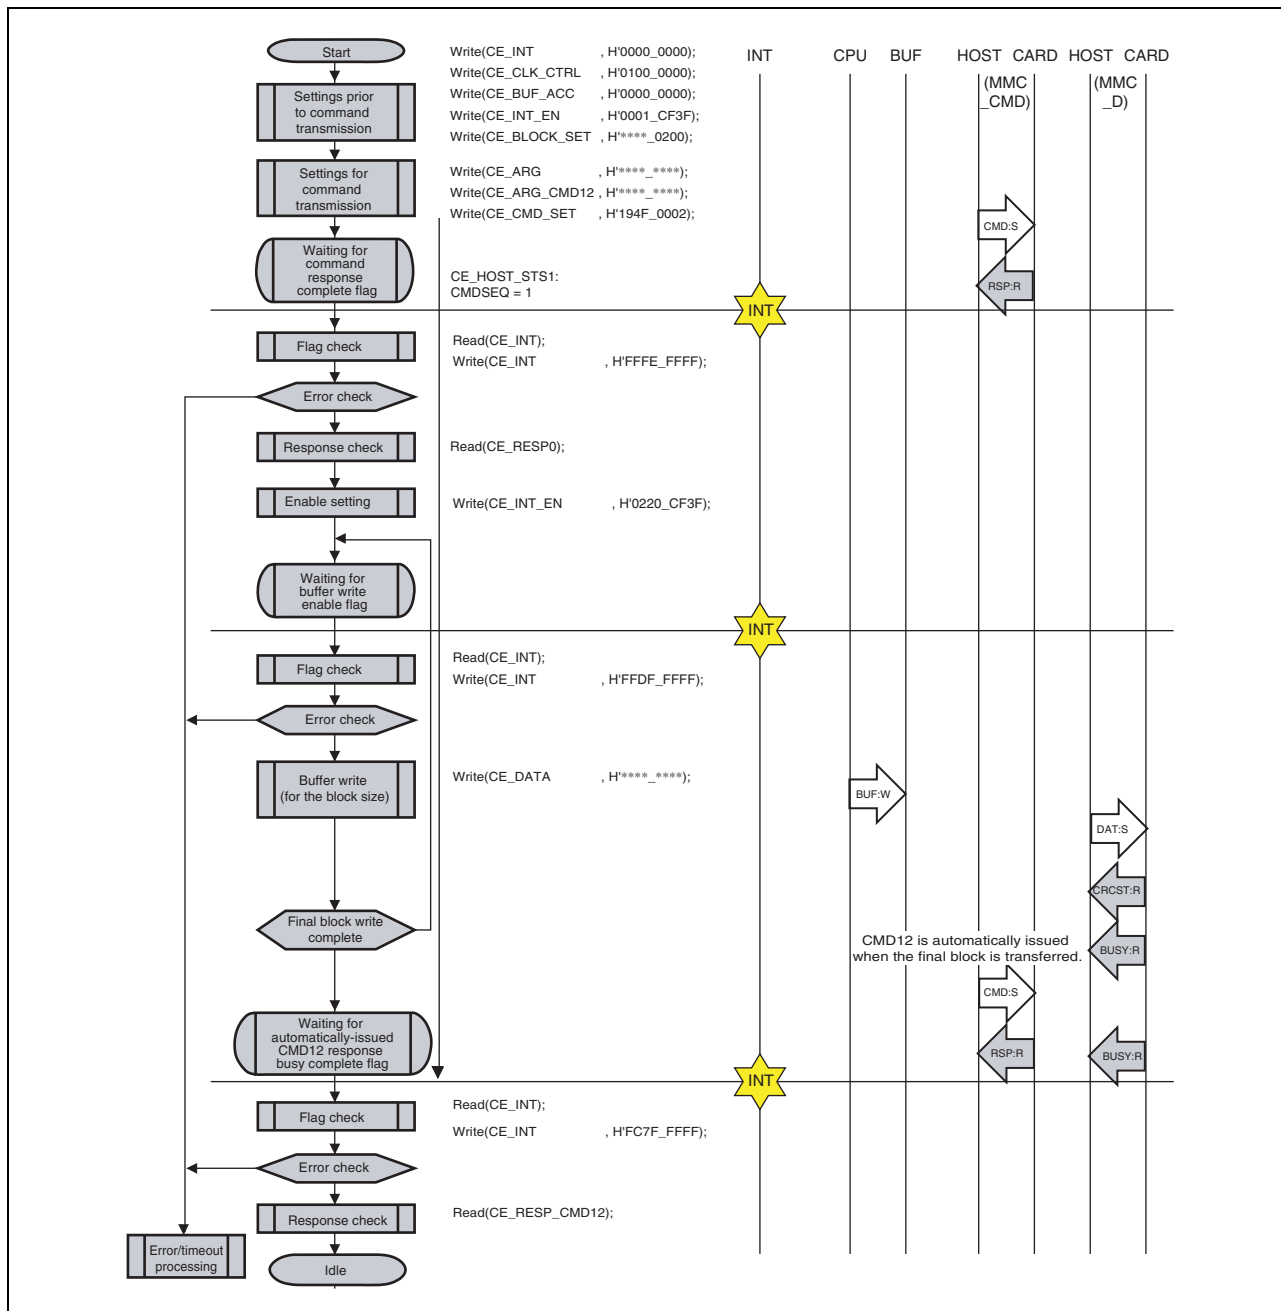 Start
Write(CE_INT , H'0000_0000);
Write(CE_CLK_CTRL , H'0100_0000);
Write(CE_BUF_ACC , H'0000_0000);
Write(CE_INT_EN , H'0001_CF3F);
Write(CE_BLOCK_SET , H'****_0200);
INT
CPU
BUF
HOST CARD
(MMC
_CMD)
HOST CARD
(MMC
_D)
Settings prior
to command
transmission
Settings for
command
transmission
Write(CE_ARG , H'****_****);
Write(CE_ARG_CMD12 , H'****_****);
Write(CE_CMD_SET , H'194F_0002);
CMD:S
Waiting for
command
response
complete flag
CE_HOST_STS1:
CMDSEQ = 1
RSP:R
INT
Flag check
Read(CE_INT);
Write(CE_INT , H'FFFE_FFFF);
Error check
Response check
Read(CE_RESP0);
Enable setting
Write(CE_INT_EN , H'0220_CF3F);
Waiting for
buffer write
enable flag
INT
Flag check
Read(CE_INT);
Write(CE_INT , H'FFDF_FFFF);
Error check
Buffer write
(for the block size)
Write(CE_DATA , H'****_****);
BUF:W
DAT:S
CRCST:R
Final block write
complete
CMD12 is automatically issued
when the final block is transferred.
BUSY:R
CMD:S
Waiting for
automatically-issued
CMD12 response
busy complete flag
RSP:R
BUSY:R
INT
Flag check
Read(CE_INT);
Write(CE_INT , H'FC7F_FFFF);
Error check
Response check
Read(CE_RESP_CMD12);
Error/timeout
processing
Idle